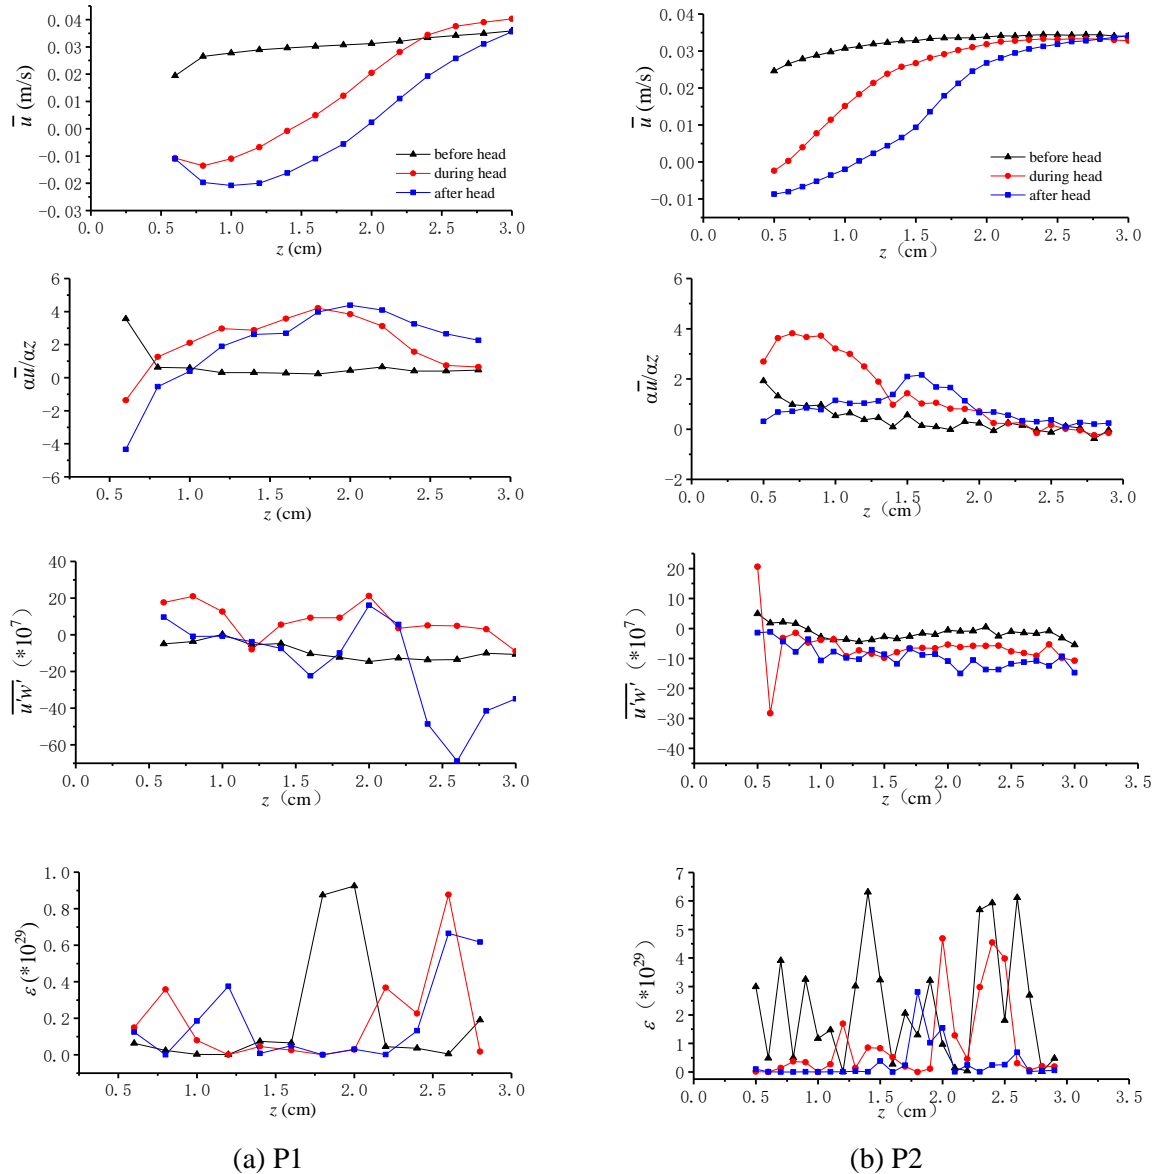 0.04
0.03
0.02
0.01
0.00
−0.01
−0.02
−0.03
u (m/s)
before head
during head
after head
0.0 0.5 1.0 1.5 2.0 2.5 3.0
z (cm)
0.04
0.03
0.02
0.01
0.00
−0.01
u (m/s)
before head
during head
after head
0.0 0.5 1.0 1.5 2.0 2.5 3.0
z (cm)
6
4
2
0
−2
−4
−6
αu/αz
0.5 1.0 1.5 2.0 2.5 3.0
z (cm)
6
4
2
0
−2
αu/αz
0.0 0.5 1.0 1.5 2.0 2.5 3.0
z（cm）
40
20
0
−20
−40
−60
u'w'（*10⁷）
0.0 0.5 1.0 1.5 2.0 2.5 3.0
z（cm）
20
10
0
−10
−20
−30
−40
u'w'（*10⁷）
0.0 0.5 1.0 1.5 2.0 2.5 3.0 3.5
z（cm）
1.0
0.8
0.6
0.4
0.2
0.0
ε (*10²⁹)
0.5 1.0 1.5 2.0 2.5 3.0
z (cm)
7
6
5
4
3
2
1
0
ε（*10²⁹）
0.0 0.5 1.0 1.5 2.0 2.5 3.0 3.5
z（cm）
(a) P1
(b) P2